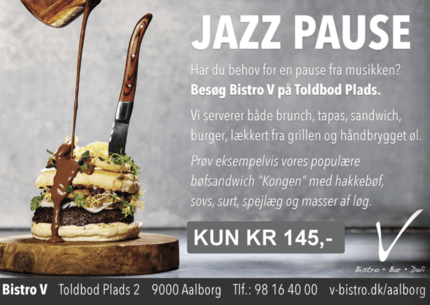 JAZZ PAUSE
Har du behov for en pause fra musikken?
Besøg Bistro V på Toldbod Plads.
Vi serverer både brunch, tapas, sandwich,
burger, lækkert fra grillen og håndbrygget øl.
Prøv eksempelvis vores populære
bøfsandwich "Kongen" med hakkebøf,
sovs, surt, spejlæg og masser af løg.
KUN KR 145,-
V
Bistro • Bar • Deli
Bistro V Toldbod Plads 2 9000 Aalborg Tlf.: 98 16 40 00 v-bistro.dk/aalborg